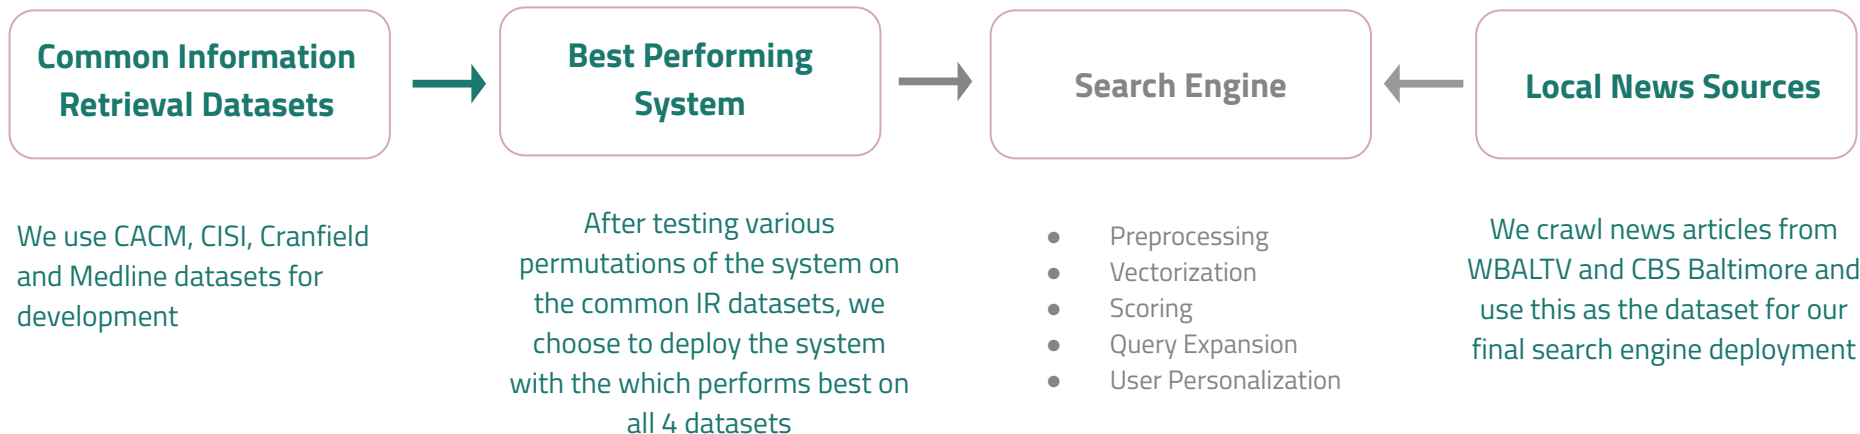 Common Information
Retrieval Datasets
We use CACM, CISI, Cranfield
and Medline datasets for
development
Best Performing
System
After testing various
permutations of the system on
the common IR datasets, we
choose to deploy the system
with the which performs best on
all 4 datasets
Search Engine
● Preprocessing
● Vectorization
● Scoring
● Query Expansion
● User Personalization
Local News Sources
We crawl news articles from
WBALTV and CBS Baltimore and
use this as the dataset for our
final search engine deployment